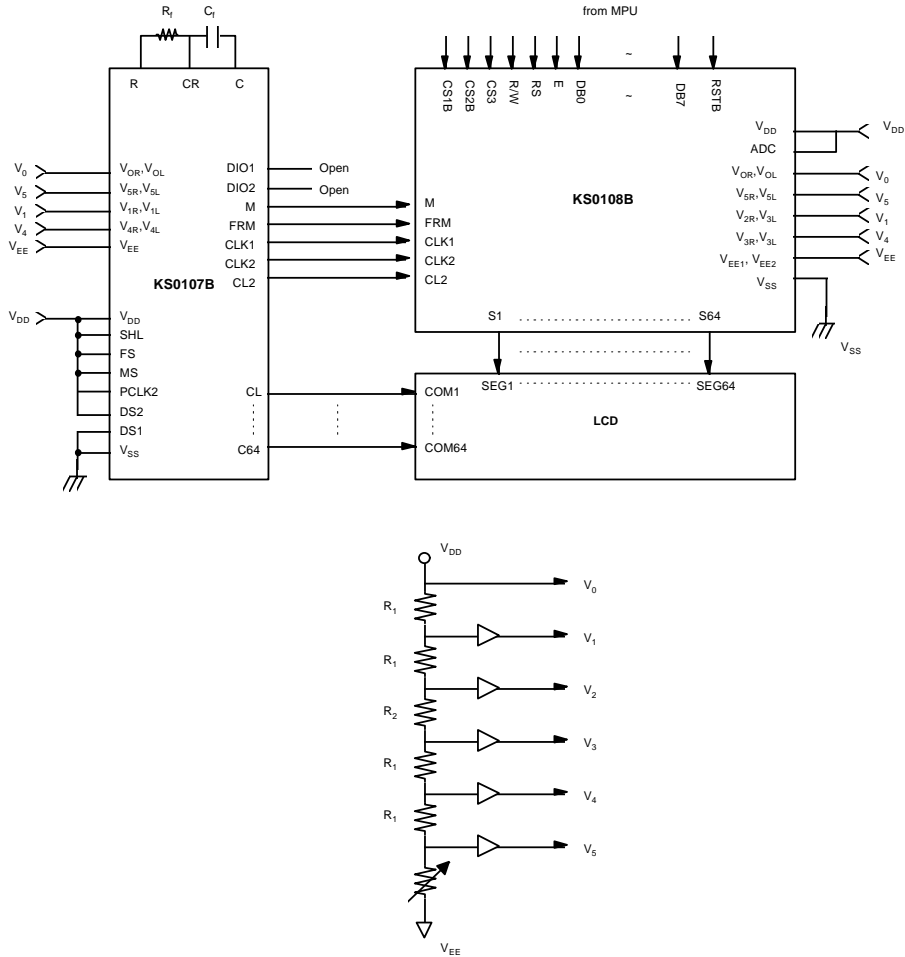 from MPU
Rf Cf
R CR C
CS1B CS2B CS3 R/W RS E DB0 ~ ~ DB7 RSTB
KS0107B
V0 VOR,VOL
V5 V5R, V5L
V1 V1R,V1L
V4 V4R, V4L
VEE VEE
VDD VDD
SHL
FS
MS
PCLK2
DS2
DS1
VSS
DIO1 Open
DIO2 Open
M
FRM
CLK1
CLK2
CL2
CL
C64
KS0108B
M
FRM
CLK1
CLK2
CL2
VDD VDD
ADC
VOR, VOL V0
V5R, V5L V5
V2R, V3L V1
V3R, V3L V4
VEE1, VEE2 VEE
VSS
VSS
S1 S64
SEG1 SEG64
COM1
LCD
COM64
VDD
V0
R1
V1
R1
V2
R2
V3
R1
V4
R1
V5
VEE